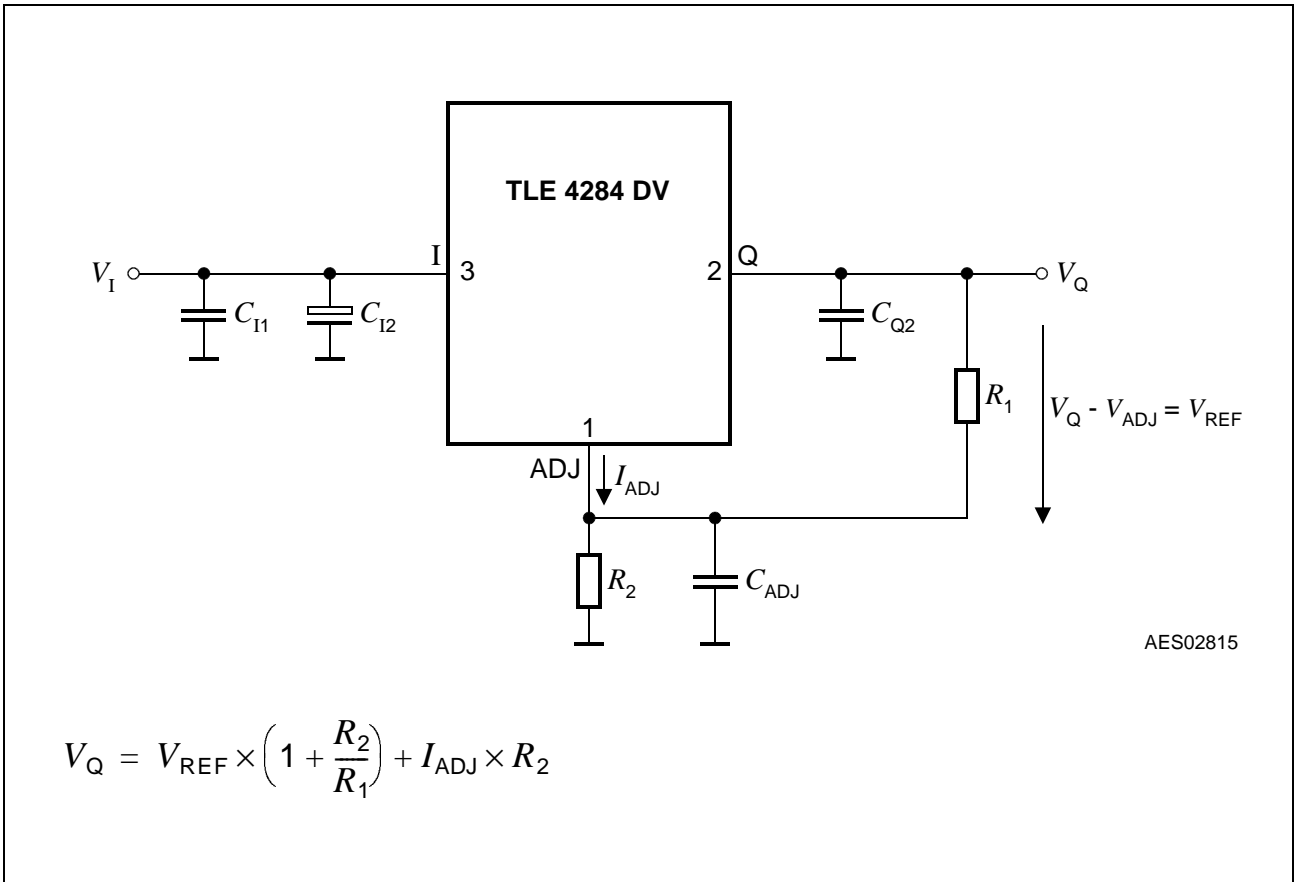 TLE 4284 DV
V_I
I
3
2
Q
V_Q
C_I1
C_I2
C_Q2
R_1
V_Q - V_ADJ = V_REF
1
ADJ
I_ADJ
R_2
C_ADJ
AES02815
V_Q = V_REF × (1 + R_2/R_1) + I_ADJ × R_2